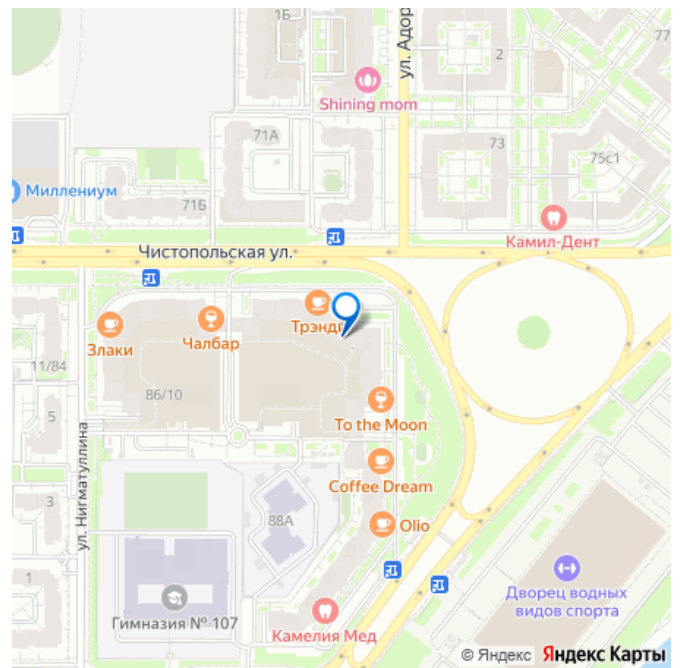 1Б
ул. Адор
77
2
Shining mom
71А
73
75с1
Миллениум
71Б
Камил-Дент
Чистопольская ул.
Трэнди
Злаки
Чалбар
11/84
86/10
To the Moon
5
ул. Нигматуллина
Coffee Dream
3
88А
Olio
1
Дворец водных
видов спорта
Гимназия № 107
Камелия Мед
© Яндекс Яндекс Карты